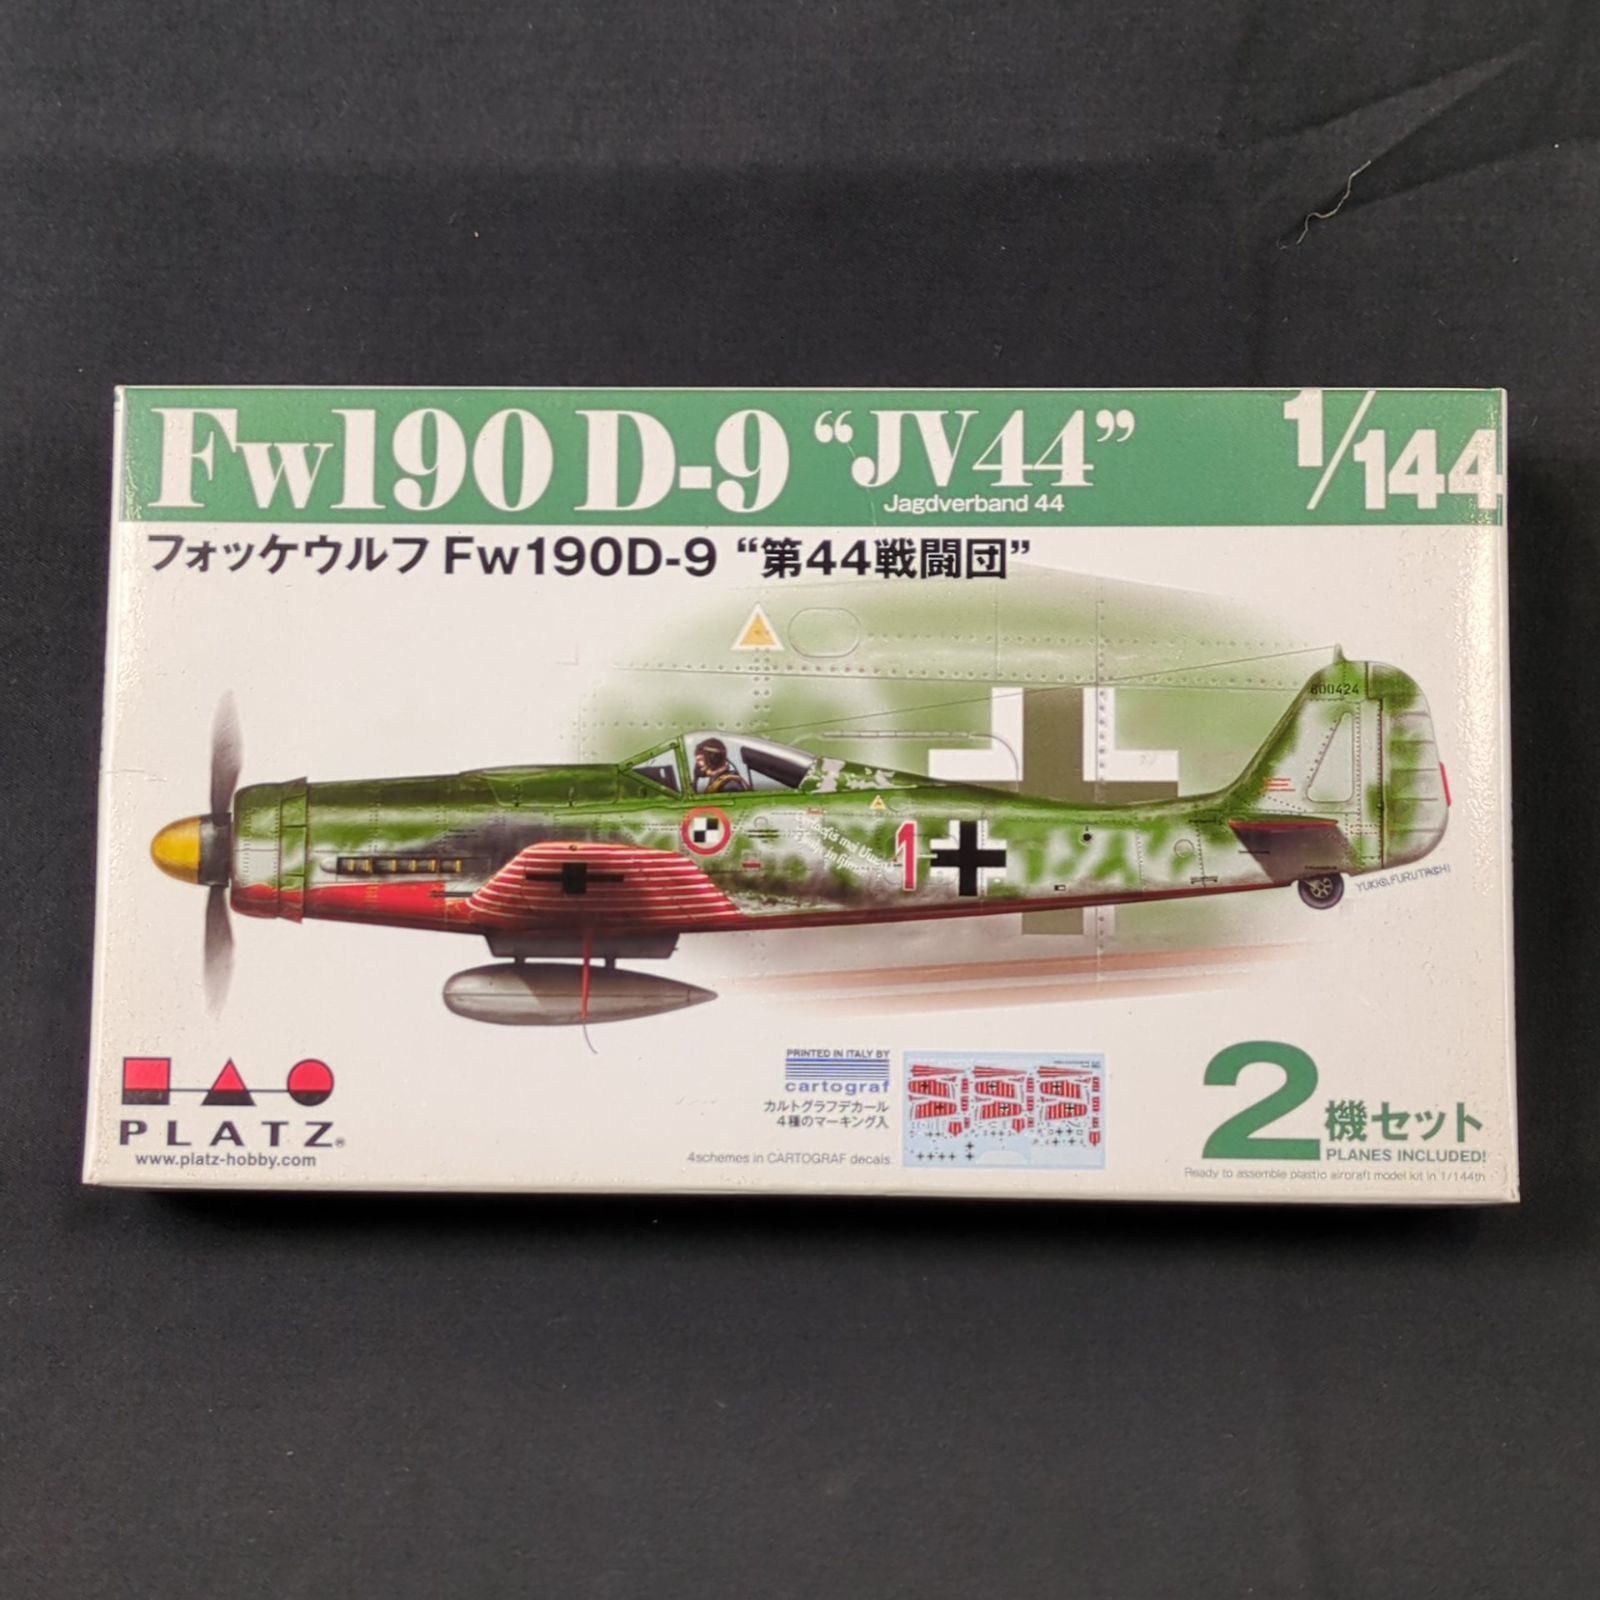 Fw190 D-9 “JV44”
Jagdverband 44
1/144
フォッケウルフ Fw190D-9 “第44戦闘団”
600424
1
YUKIO.FURUTACHI
PRINTED IN ITALY BY
cartograf
カルトグラフデカール
4種のマーキング入
4schemes in CARTOGRAF decals
PLATZ®
www.platz-hobby.com
2機セット
PLANES INCLUDED!
Ready to assemble plastic aircraft model kit in 1/144th